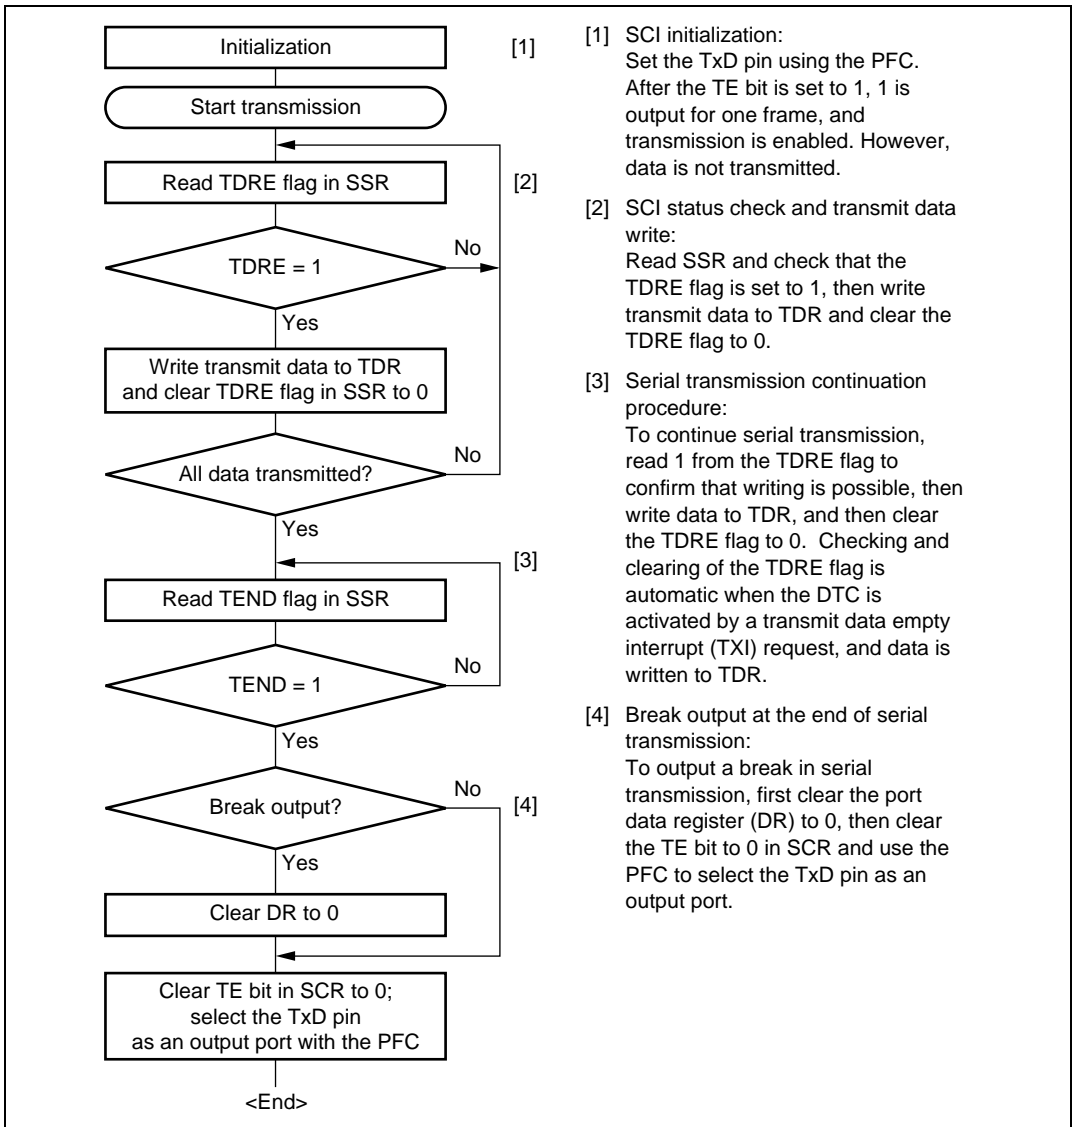 Initialization
[1]
Start transmission
Read TDRE flag in SSR
[2]
TDRE = 1
No
Yes
Write transmit data to TDR
and clear TDRE flag in SSR to 0
All data transmitted?
No
Yes
[3]
Read TEND flag in SSR
TEND = 1
No
Yes
Break output?
No
[4]
Yes
Clear DR to 0
Clear TE bit in SCR to 0;
select the TxD pin
as an output port with the PFC
<End>
[1] SCI initialization:
Set the TxD pin using the PFC.
After the TE bit is set to 1, 1 is
output for one frame, and
transmission is enabled. However,
data is not transmitted.
[2] SCI status check and transmit data
write:
Read SSR and check that the
TDRE flag is set to 1, then write
transmit data to TDR and clear the
TDRE flag to 0.
[3] Serial transmission continuation
procedure:
To continue serial transmission,
read 1 from the TDRE flag to
confirm that writing is possible, then
write data to TDR, and then clear
the TDRE flag to 0.  Checking and
clearing of the TDRE flag is
automatic when the DTC is
activated by a transmit data empty
interrupt (TXI) request, and data is
written to TDR.
[4] Break output at the end of serial
transmission:
To output a break in serial
transmission, first clear the port
data register (DR) to 0, then clear
the TE bit to 0 in SCR and use the
PFC to select the TxD pin as an
output port.